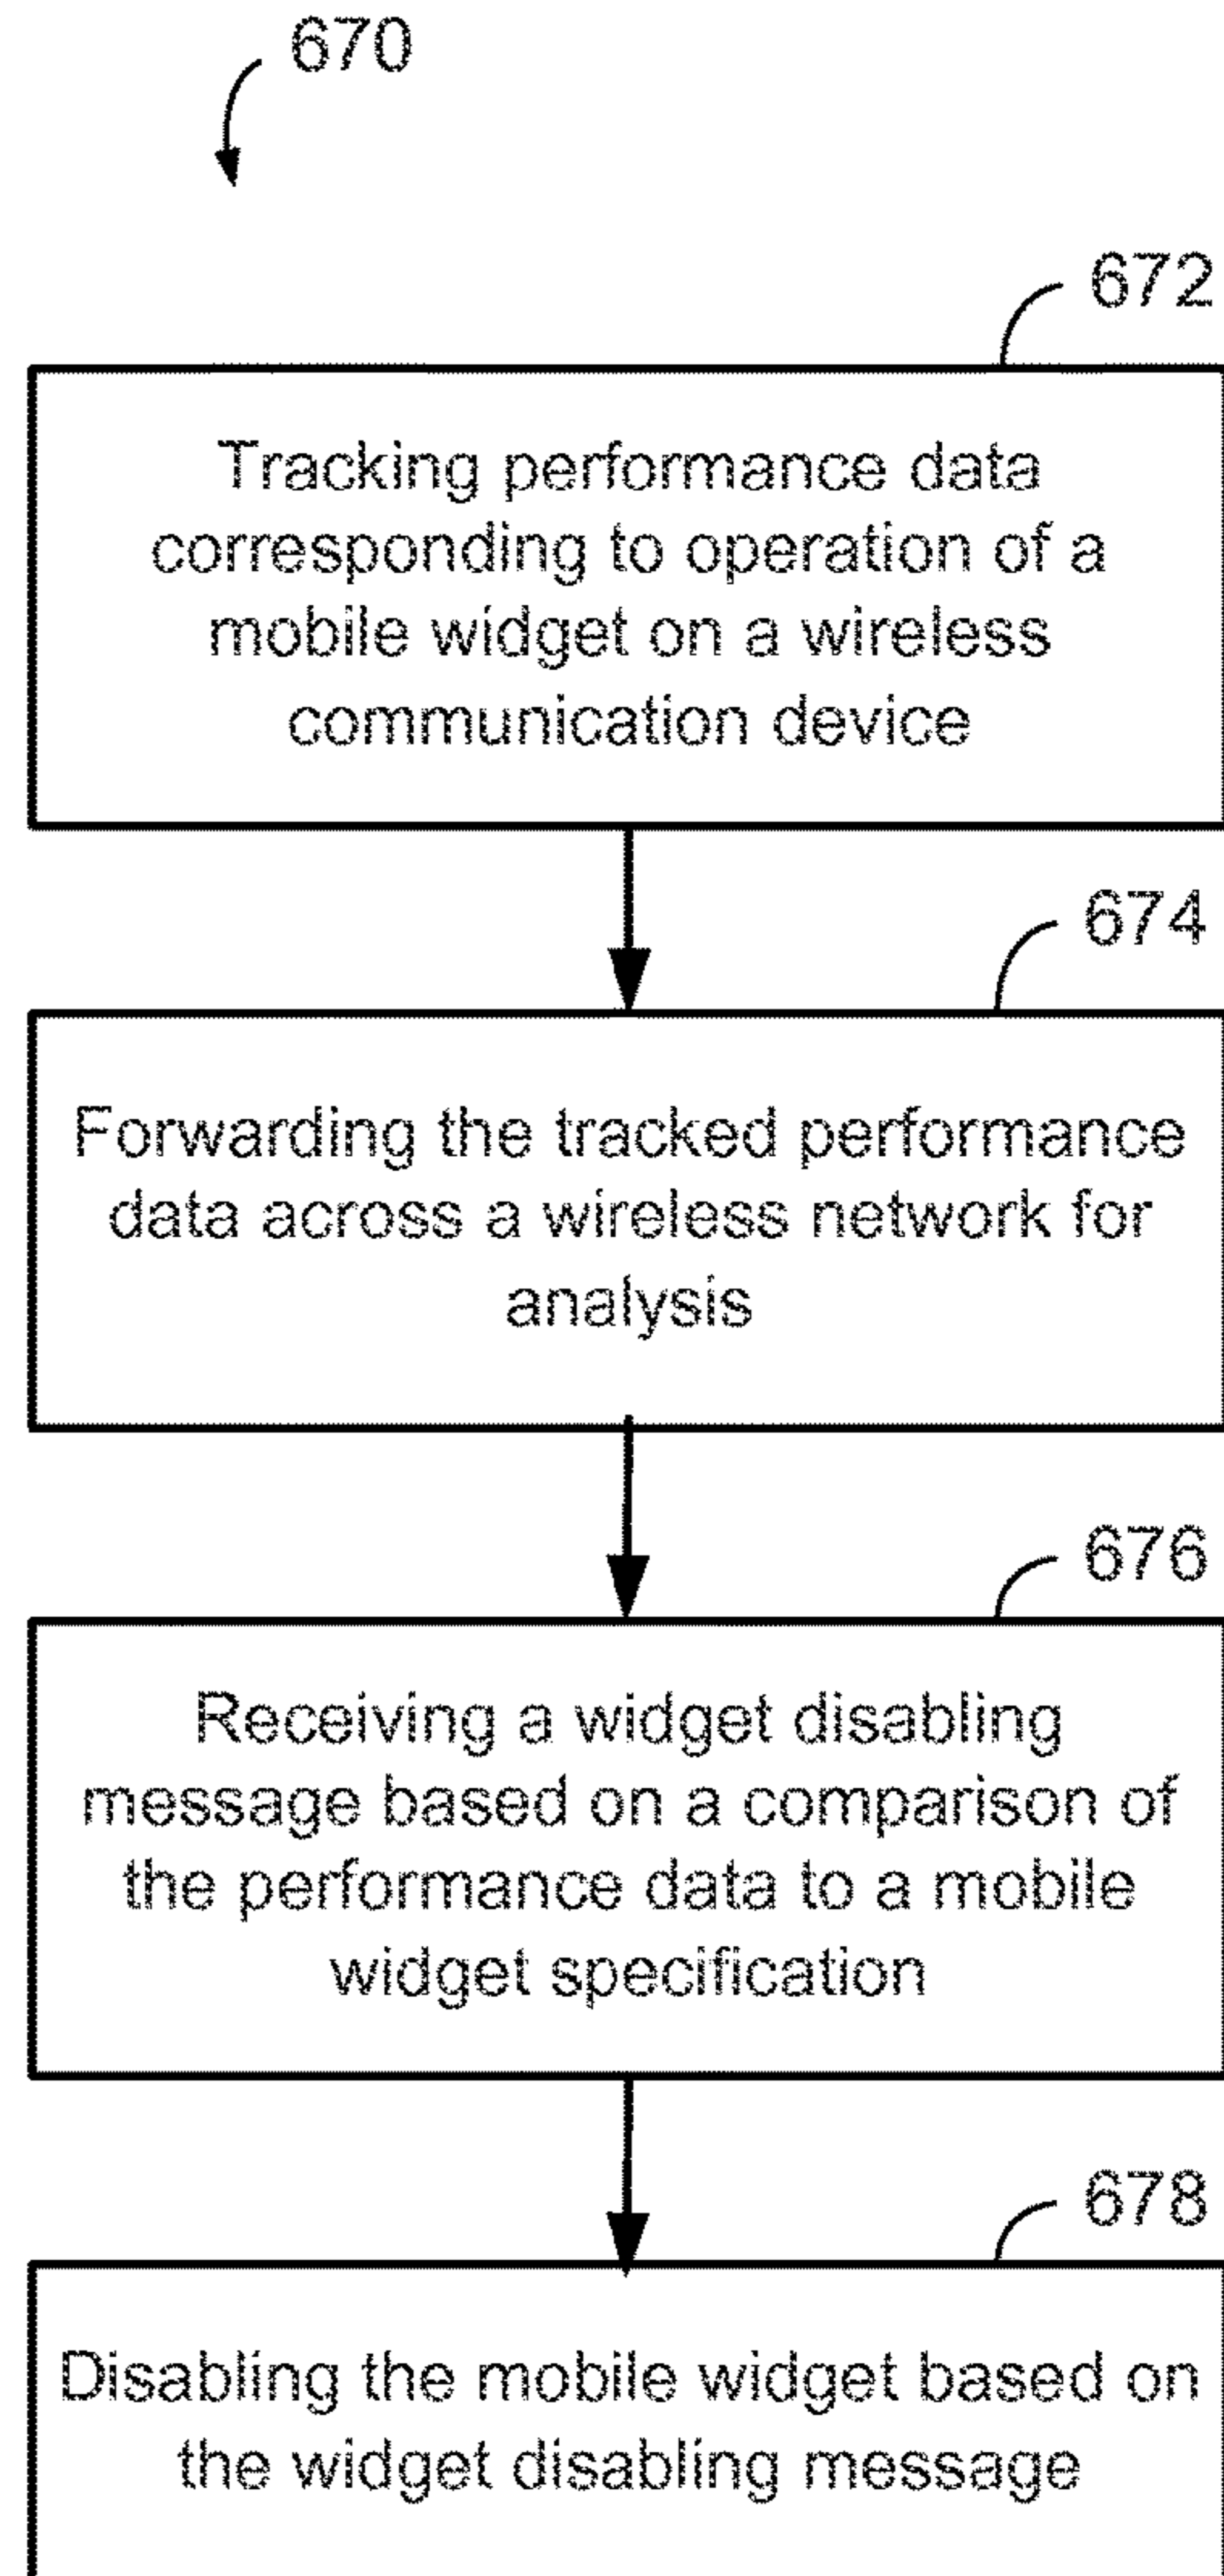 670
672
Tracking performance data
corresponding to operation of a
mobile widget on a wireless
communication device
674
Forwarding the tracked performance
data across a wireless network for
analysis
676
Receiving a widget disabling
message based on a comparison of
the performance data to a mobile
widget specification
678
Disabling the mobile widget based on
the widget disabling message